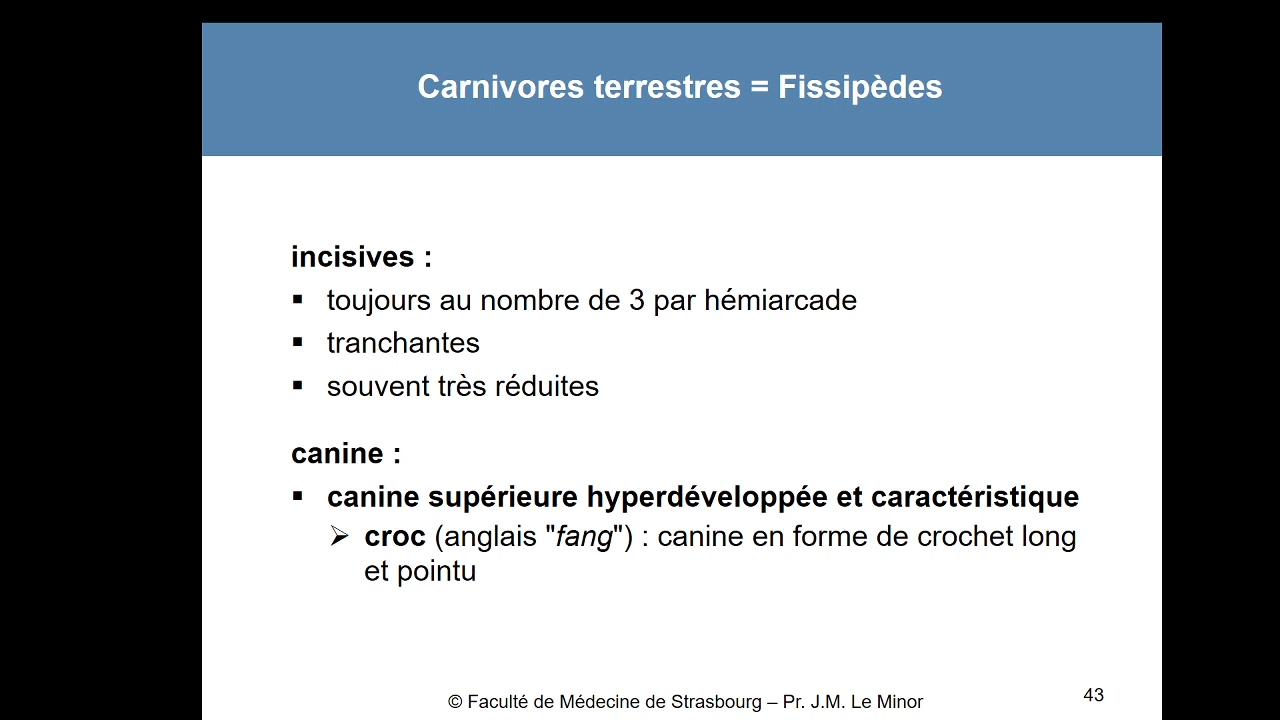 Carnivores terrestres = Fissipèdes
incisives :
▪ toujours au nombre de 3 par hémiarcade
▪ tranchantes
▪ souvent très réduites
canine :
▪ canine supérieure hyperdéveloppée et caractéristique
➢ croc (anglais "fang") : canine en forme de crochet long
et pointu
© Faculté de Médecine de Strasbourg – Pr. J.M. Le Minor
43